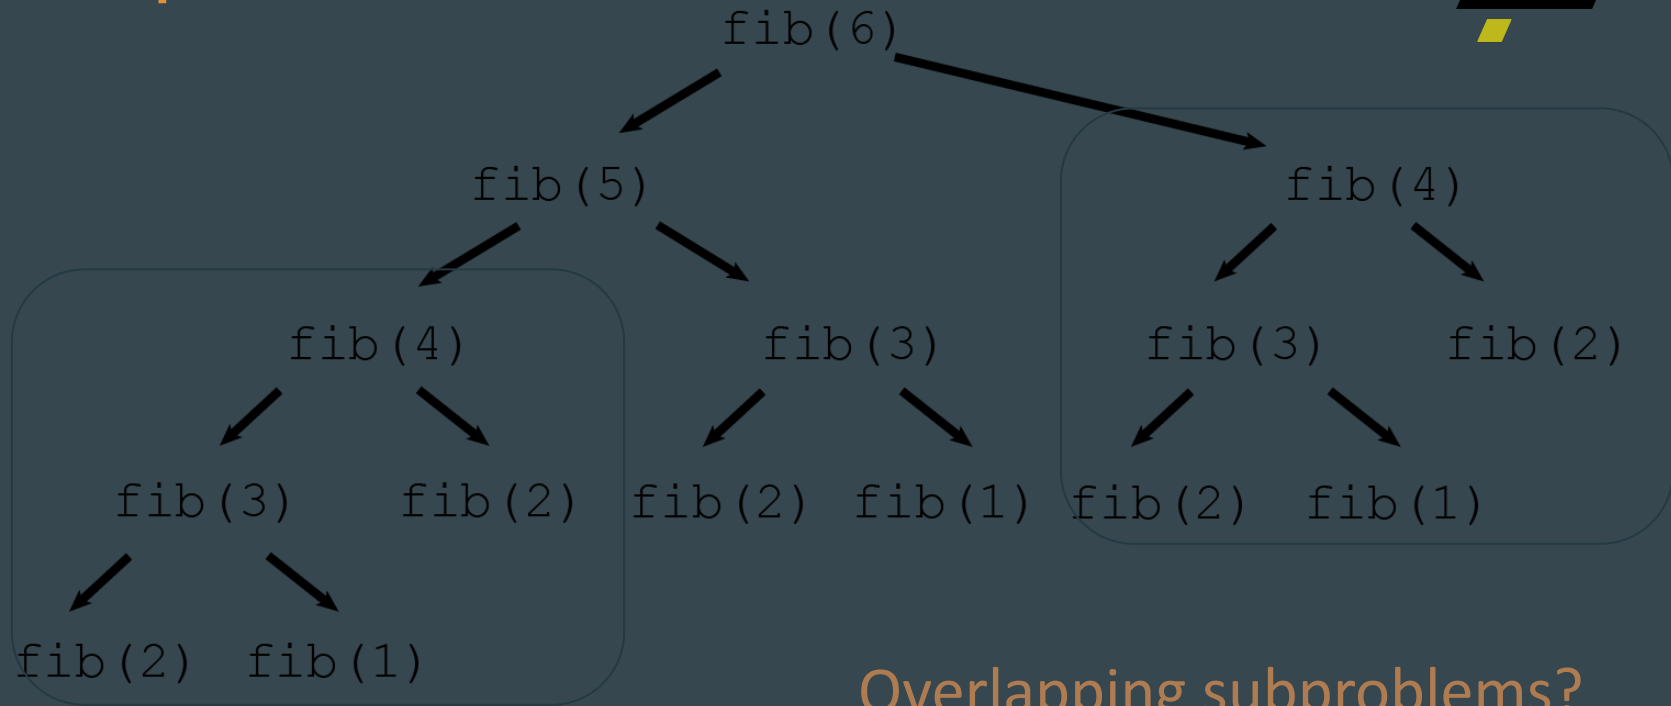 fib(6)
fib(5) fib(4)
fib(4) fib(3) fib(3) fib(2)
fib(3) fib(2) fib(2) fib(1) fib(2) fib(1)
fib(2) fib(1)
Overlapping subproblems?